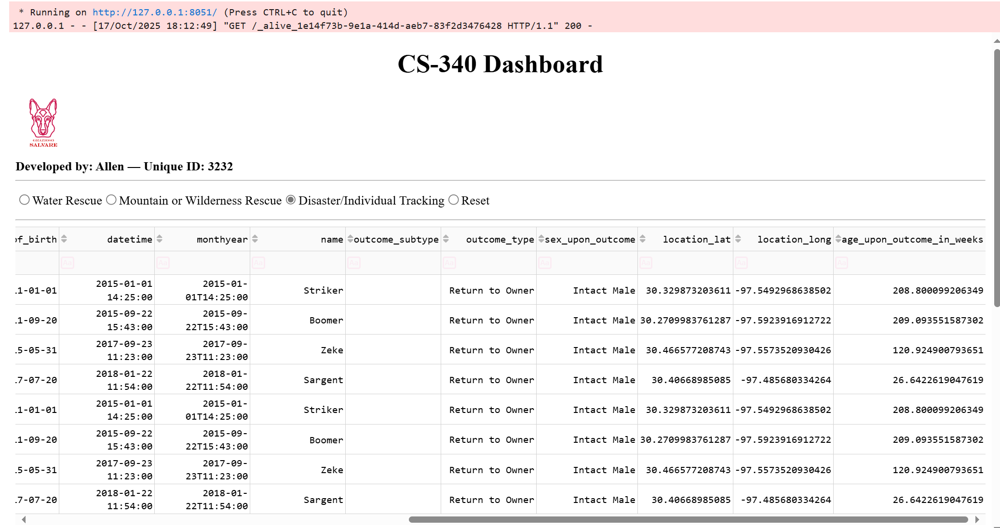 * Running on http://127.0.0.1:8051/ (Press CTRL+C to quit)
127.0.0.1 - - [17/Oct/2025 18:12:49] "GET /_alive_1e14f73b-9e1a-414d-aeb7-83f2d3476428 HTTP/1.1" 200 -
CS-340 Dashboard
GRAZIOSO
SALVARE
Developed by: Allen — Unique ID: 3232
Water Rescue Mountain or Wilderness Rescue Disaster/Individual Tracking Reset
of_birth datetime monthyear name outcome_subtype outcome_type sex_upon_outcome location_lat location_long age_upon_outcome_in_weeks
Aa Aa Aa Aa Aa Aa Aa Aa Aa
1-01-01 2015-01-01 14:25:00 2015-01-01T14:25:00 Striker Return to Owner Intact Male 30.329873203611 -97.5492968638502 208.800099206349
1-09-20 2015-09-22 15:43:00 2015-09-22T15:43:00 Boomer Return to Owner Intact Male 30.2709983761287 -97.5923916912722 209.093551587302
5-05-31 2017-09-23 11:23:00 2017-09-23T11:23:00 Zeke Return to Owner Intact Male 30.466577208743 -97.5573520930426 120.924900793651
7-07-20 2018-01-22 11:54:00 2018-01-22T11:54:00 Sargent Return to Owner Intact Male 30.40668985085 -97.485680334264 26.6422619047619
1-01-01 2015-01-01 14:25:00 2015-01-01T14:25:00 Striker Return to Owner Intact Male 30.329873203611 -97.5492968638502 208.800099206349
1-09-20 2015-09-22 15:43:00 2015-09-22T15:43:00 Boomer Return to Owner Intact Male 30.2709983761287 -97.5923916912722 209.093551587302
5-05-31 2017-09-23 11:23:00 2017-09-23T11:23:00 Zeke Return to Owner Intact Male 30.466577208743 -97.5573520930426 120.924900793651
7-07-20 2018-01-22 11:54:00 2018-01-22T11:54:00 Sargent Return to Owner Intact Male 30.40668985085 -97.485680334264 26.6422619047619